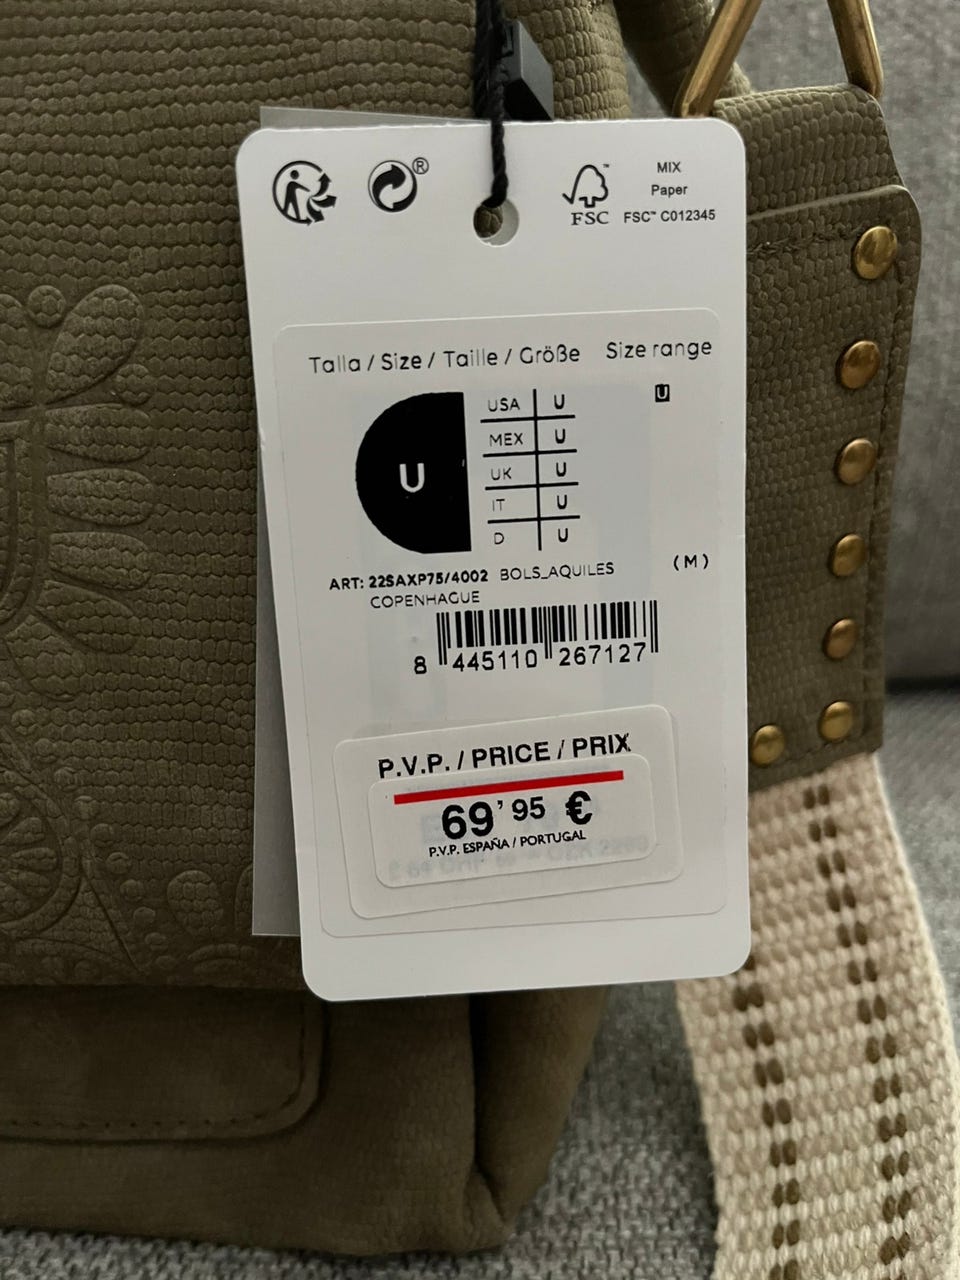 ®
™
FSC
MIX
Paper
FSC™ C012345
Talla / Size / Taille / Größe Size range
U
U
USA U
MEX U
UK U
IT U
D U
ART: 22SAXP75/4002 BOLS_AQUILES (M)
COPENHAGUE
8 445110 267127
P.V.P. / PRICE / PRIX
69'95 €
P.V.P. ESPAÑA / PORTUGAL